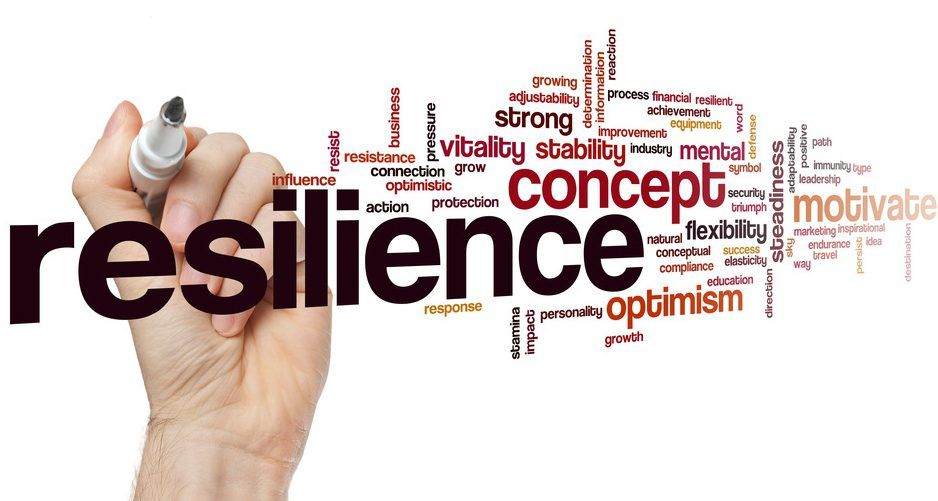 resilience
concept
motivate
optimism
strong
vitality
stability
mental
flexibility
steadiness
growing
adjustability
determination
information
reaction
process
financial
resilient
achievement
word
equipment
defense
improvement
industry
symbol
business
pressure
resist
resistance
connection
grow
influence
optimistic
action
protection
security
triumph
adaptability
positive
path
immunity
type
leadership
natural
conceptual
success
compliance
elasticity
education
sky
way
marketing
inspirational
endurance
idea
travel
persist
destination
direction
response
stamina
impact
personality
growth